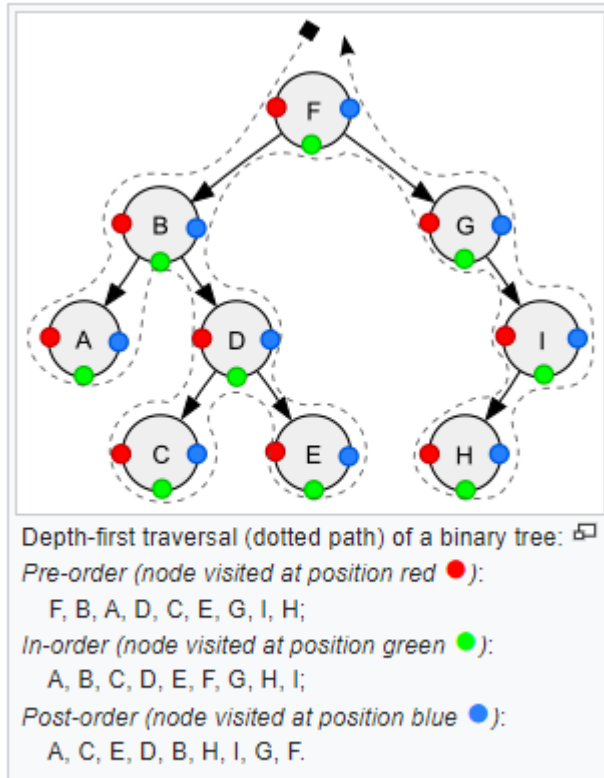 F
B
G
A
D
I
C
E
H
Depth-first traversal (dotted path) of a binary tree:
Pre-order (node visited at position red ):
F, B, A, D, C, E, G, I, H;
In-order (node visited at position green ):
A, B, C, D, E, F, G, H, I;
Post-order (node visited at position blue ):
A, C, E, D, B, H, I, G, F.